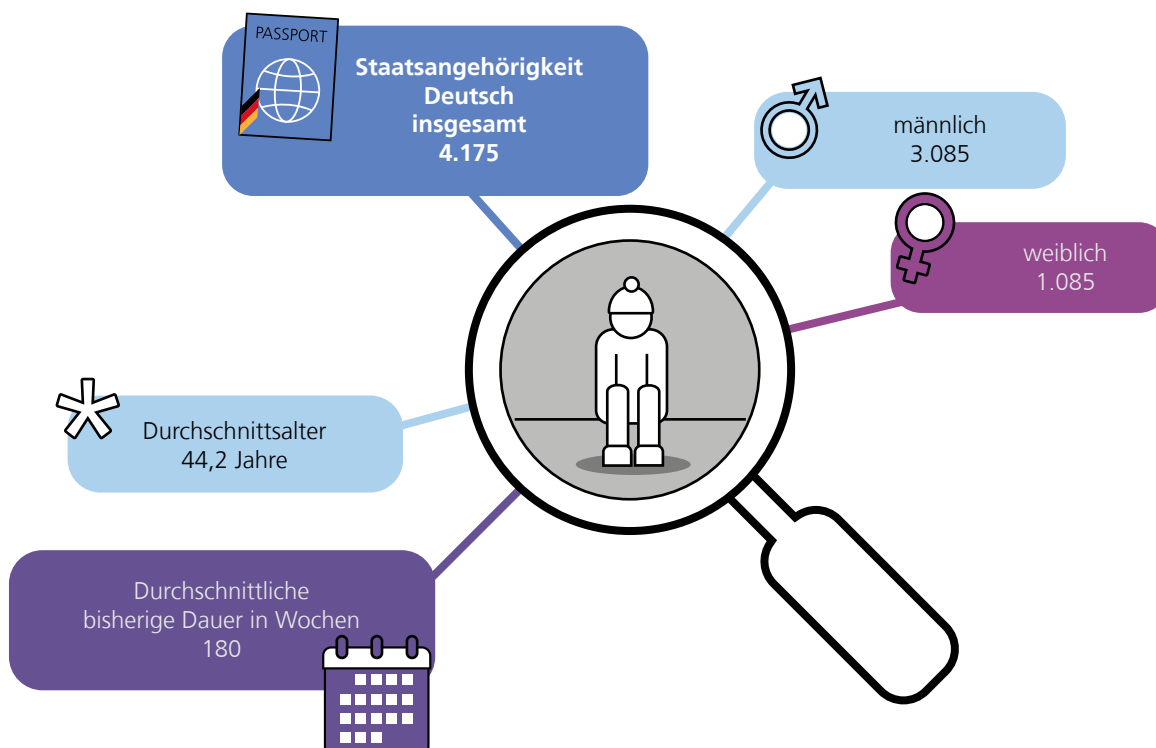 PASSPORT
Staatsangehörigkeit
Deutsch
insgesamt
4.175
männlich
3.085
weiblich
1.085
Durchschnittsalter
44,2 Jahre
Durchschnittliche
bisherige Dauer in Wochen
180